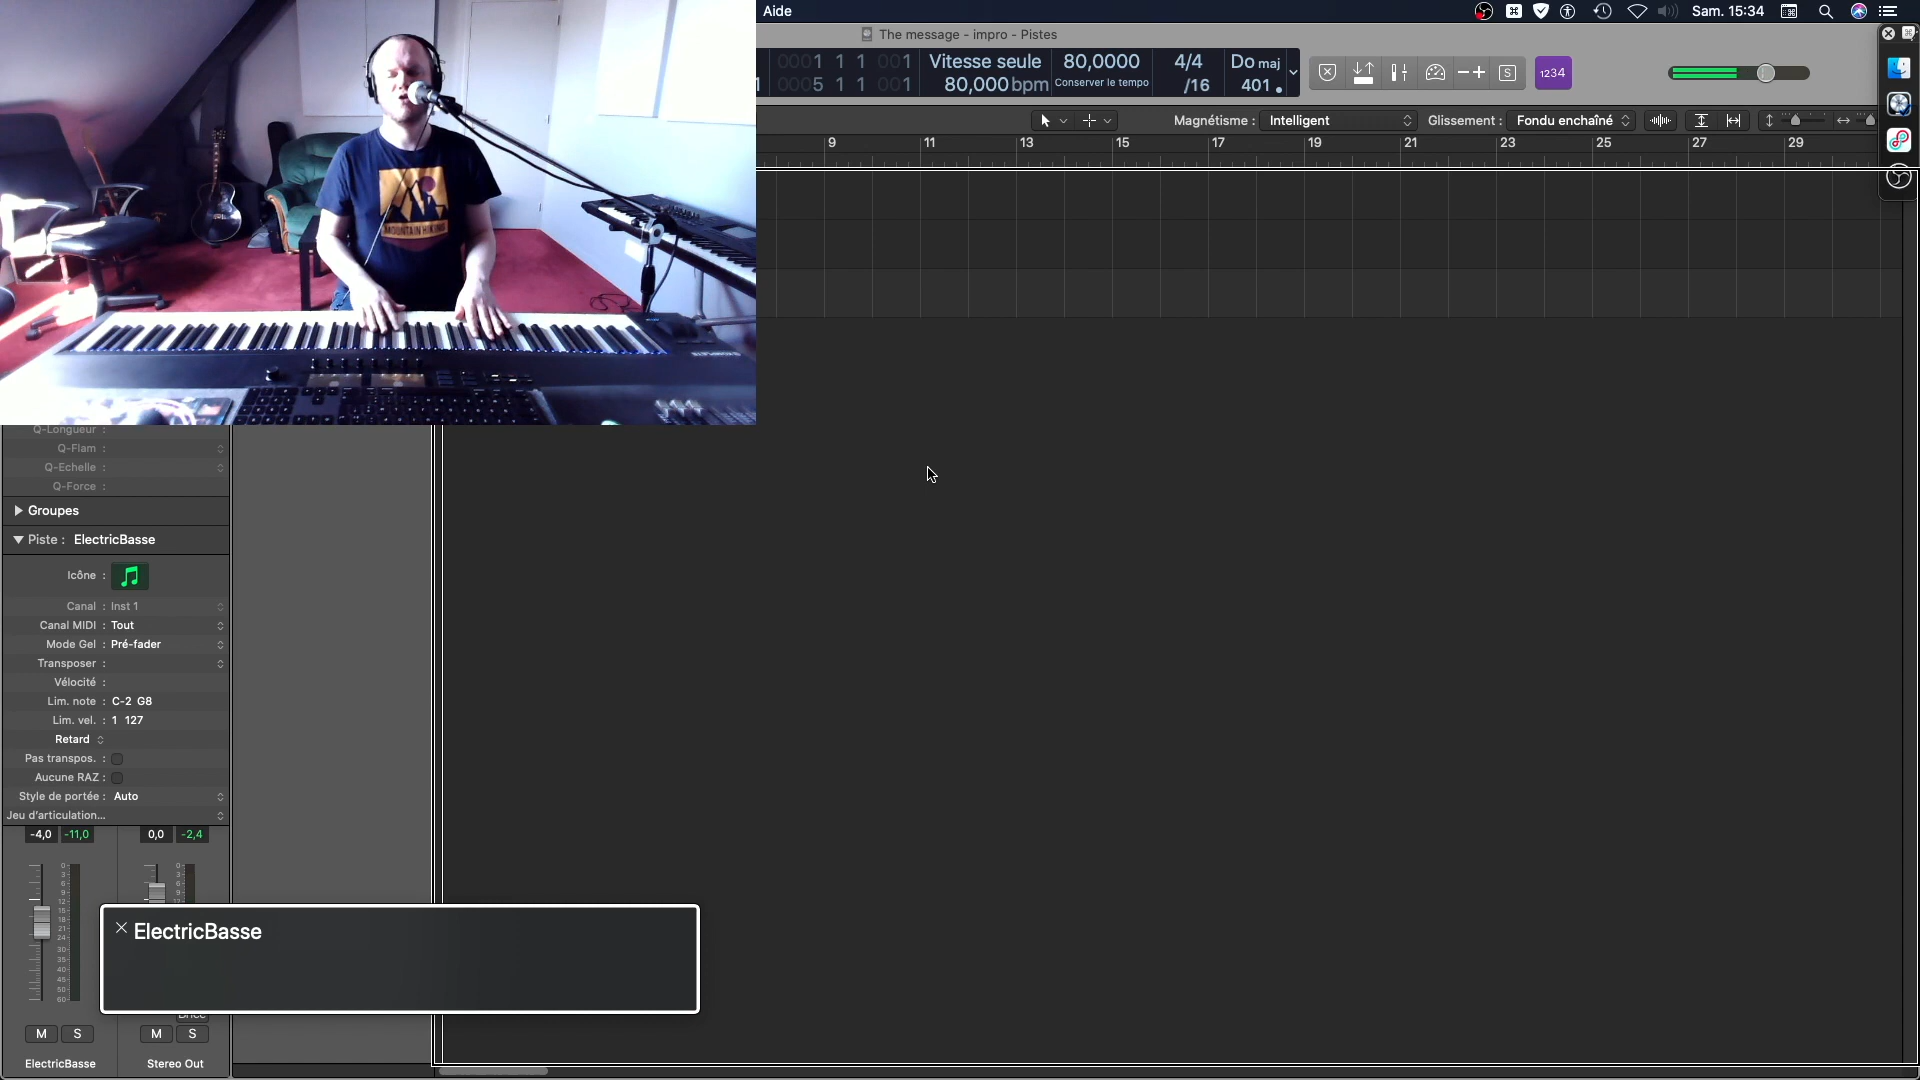 Aide
Sam. 15:34
The message - impro - Pistes
0001 1 1 001
0005 1 1 001
Vitesse seule
80,000 bpm
80,0000
Conserver le tempo
4/4
/16
Do maj
401
S
1234
Magnétisme : Intelligent
Glissement : Fondu enchaîné
9 11 13 15 17 19 21 23 25 27 29
MOUNTAIN HIKING
Q-Longueur :
Q-Flam :
Q-Echelle :
Q-Force :
Groupes
Piste : ElectricBasse
Icône :
Canal : Inst 1
Canal MIDI : Tout
Mode Gel : Pré-fader
Transposer :
Vélocité :
Lim. note : C-2 G8
Lim. vel. : 1 127
Retard
Pas transpos. :
Aucune RAZ :
Style de portée : Auto
Jeu d'articulation...
-4,0 -11,0 0,0 -2,4
ElectricBasse
M S M S
ElectricBasse Stereo Out